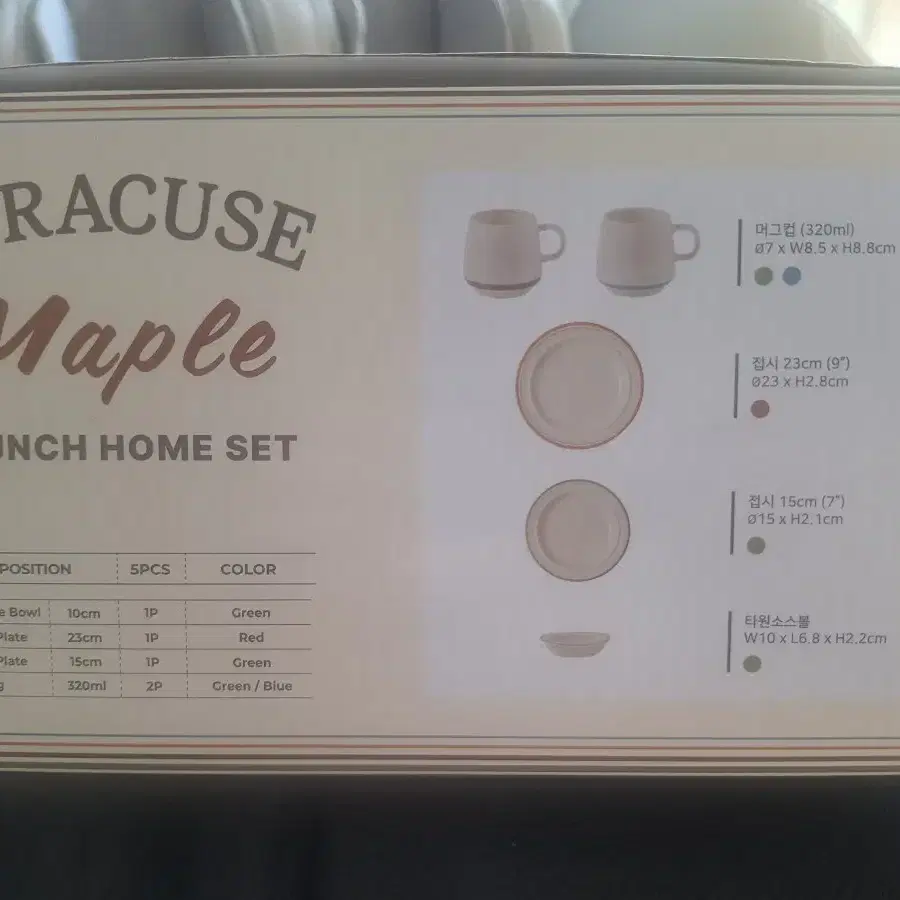 RACUSE
Maple
NCH HOME SET
POSITION 5PCS COLOR
e Bowl 10cm 1P Green
Plate 23cm 1P Red
Plate 15cm 1P Green
g 320ml 2P Green / Blue
머그컵 (320ml)
Ø7 x W8.5 x H8.8cm
접시 23cm (9")
Ø23 x H2.8cm
접시 15cm (7")
Ø15 x H2.1cm
타원소스볼
W10 x L6.8 x H2.2cm